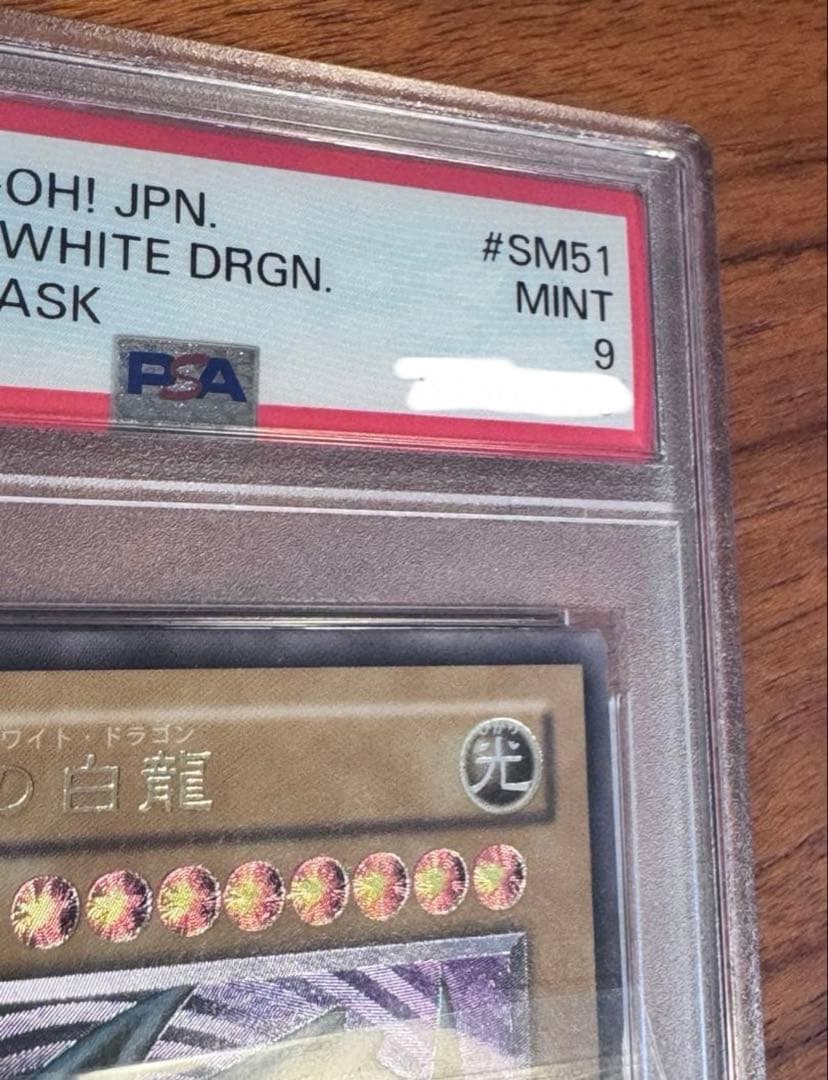 -OH! JPN.
WHITE DRGN.
ASK
#SM51
MINT
9
PSA
ワイト・ドラゴン
の白龍
光